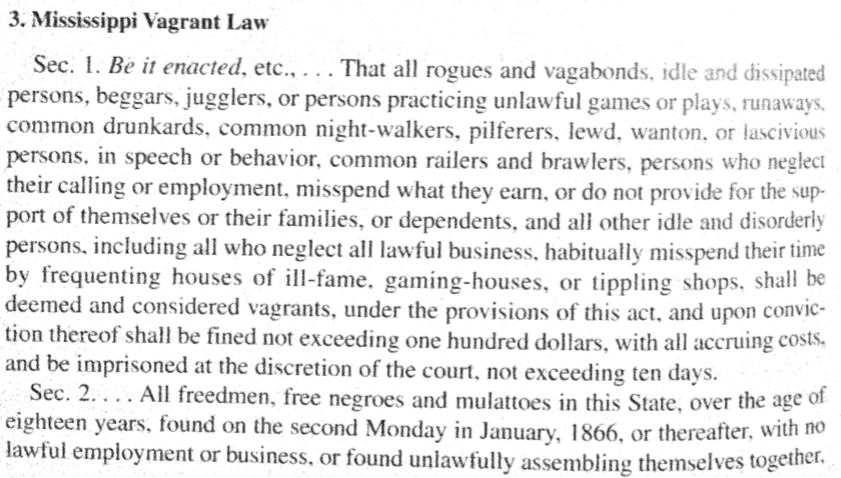 3. Mississippi Vagrant Law
Sec. 1. Be it enacted, etc., . . . That all rogues and vagabonds, idle and dissipated
persons, beggars, jugglers, or persons practicing unlawful games or plays, runaways,
common drunkards, common night-walkers, pilferers, lewd, wanton, or lascivious
persons, in speech or behavior, common railers and brawlers, persons who neglect
their calling or employment, misspend what they earn, or do not provide for the sup-
port of themselves or their families, or dependents, and all other idle and disorderly
persons, including all who neglect all lawful business, habitually misspend their time
by frequenting houses of ill-fame, gaming-houses, or tippling shops, shall be
deemed and considered vagrants, under the provisions of this act, and upon convic-
tion thereof shall be fined not exceeding one hundred dollars, with all accruing costs,
and be imprisoned at the discretion of the court, not exceeding ten days.
Sec. 2. . . . All freedmen, free negroes and mulattoes in this State, over the age of
eighteen years, found on the second Monday in January, 1866, or thereafter, with no
lawful employment or business, or found unlawfully assembling themselves together,